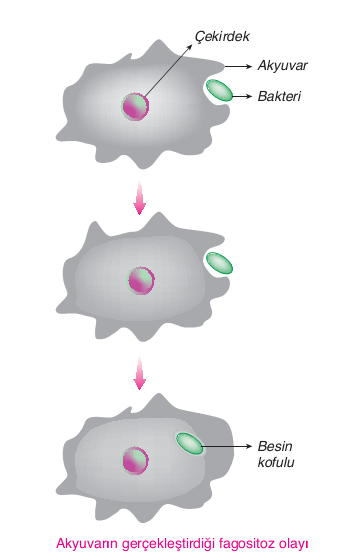 Çekirdek
Akyuvar
Bakteri
Besin
kofulu
Akyuvarın gerçekleştirdiği fagositoz olayı